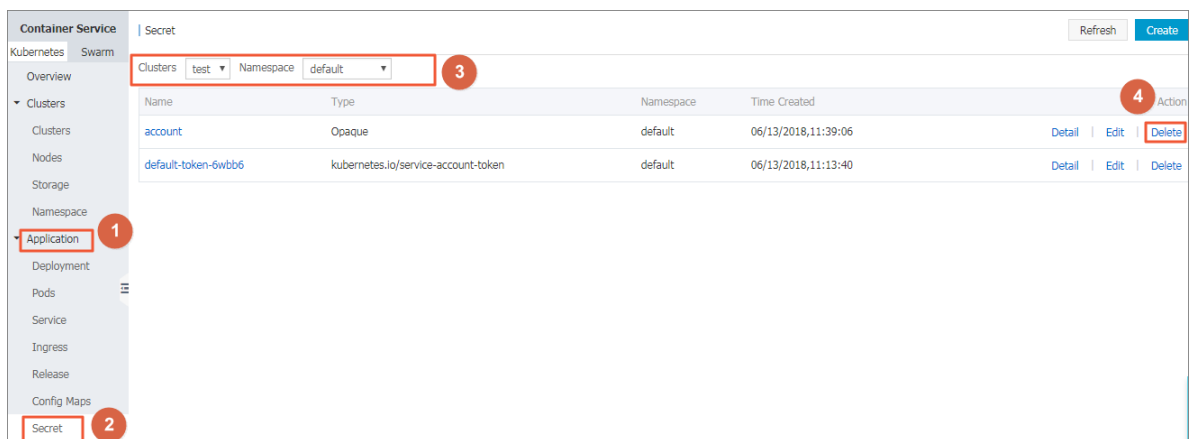 Container Service
Kubernetes Swarm
Overview
Clusters
Clusters
Nodes
Storage
Namespace
Application
1
Deployment
Pods
Service
Ingress
Release
Config Maps
Secret
2
Secret
Refresh Create
Clusters test Namespace default
3
Name Type Namespace Time Created Action
4
account Opaque default 06/13/2018,11:39:06 Detail | Edit | Delete
default-token-6wbb6 kubernetes.io/service-account-token default 06/13/2018,11:13:40 Detail | Edit | Delete